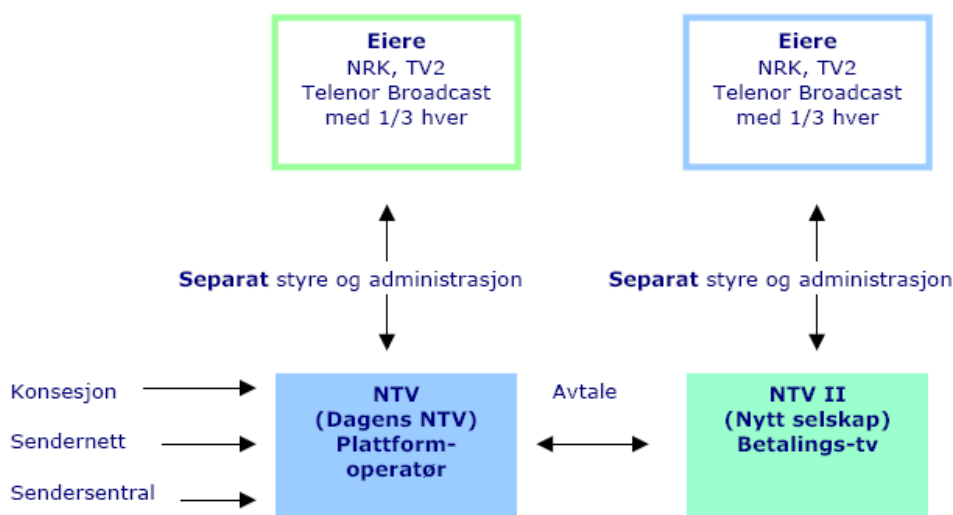 Eiere
NRK, TV2
Telenor Broadcast
med 1/3 hver
Eiere
NRK, TV2
Telenor Broadcast
med 1/3 hver
Separat styre og administrasjon
Separat styre og administrasjon
Konsesjon
Sendernett
Sendersentral
NTV
(Dagens NTV)
Plattform-
operatør
Avtale
NTV II
(Nytt selskap)
Betalings-tv